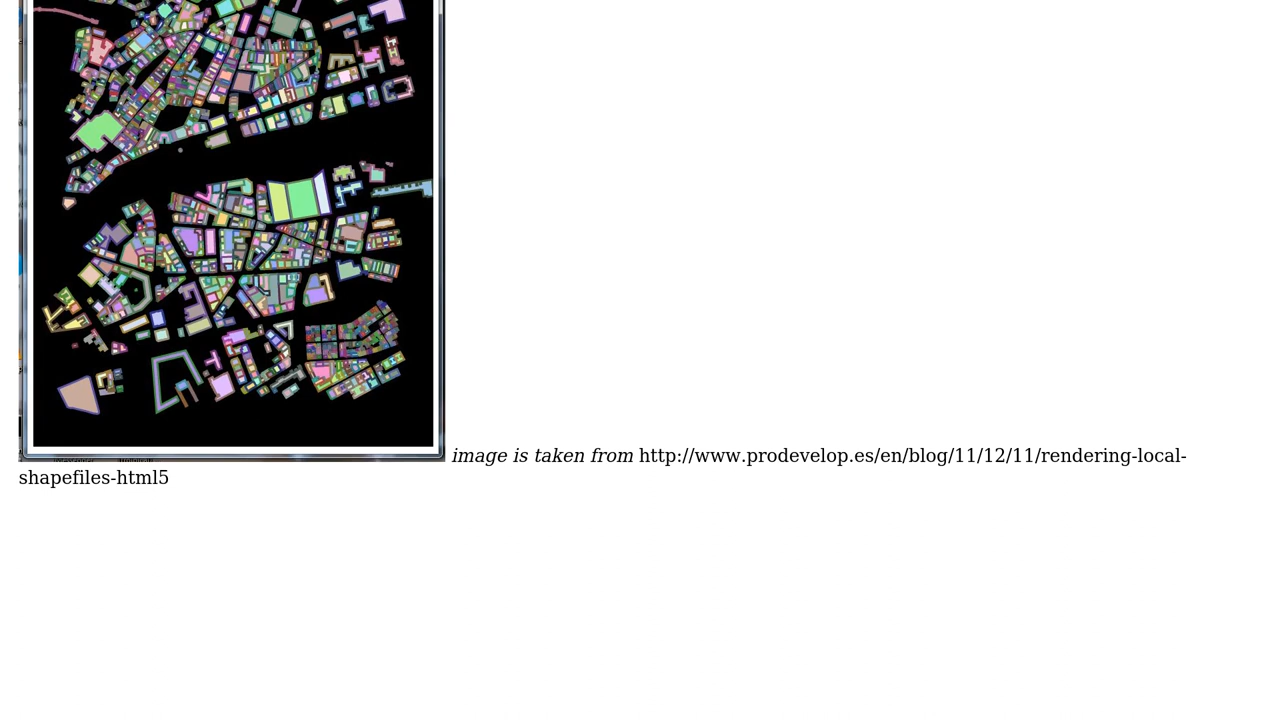 image is taken from http://www.prodevelop.es/en/blog/11/12/11/rendering-local-
shapefiles-html5